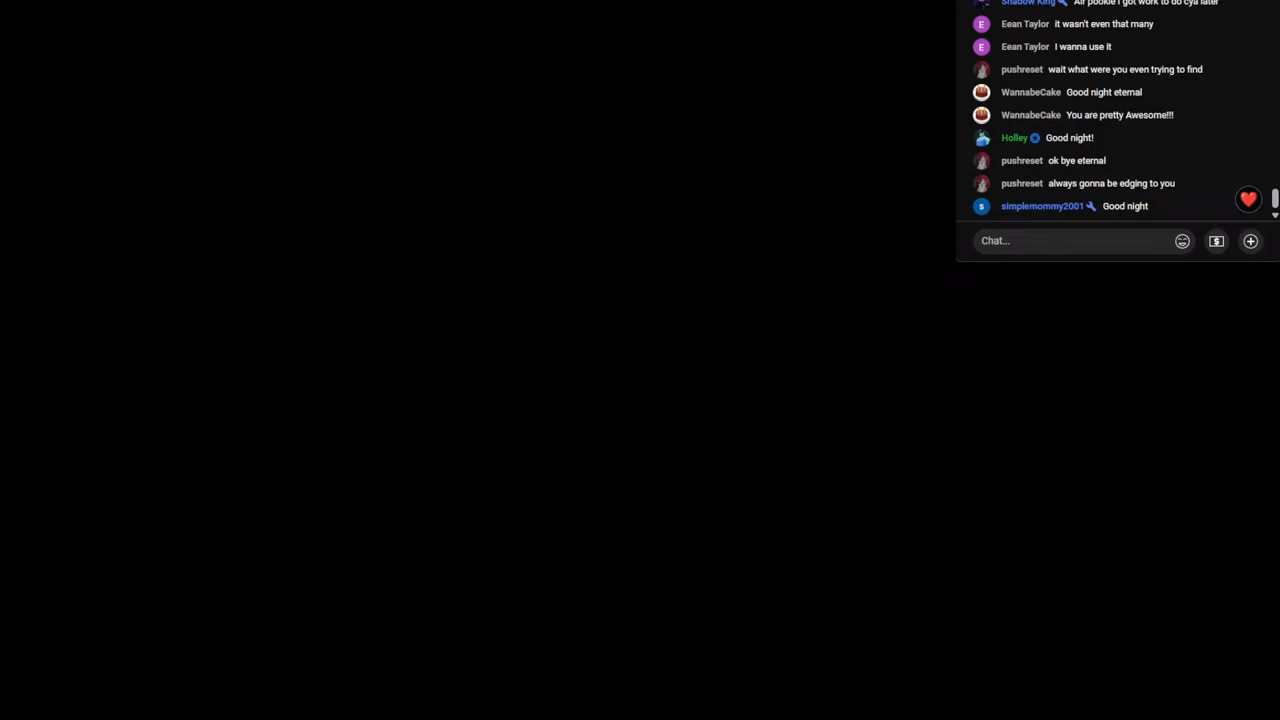 Shadow King Alr pookie I got work to do cya later
Eean Taylor it wasn't even that many
E
Eean Taylor I wanna use it
E
pushreset wait what were you even trying to find
WannabeCake Good night eternal
WannabeCake You are pretty Awesome!!!
Holley Good night!
pushreset ok bye eternal
pushreset always gonna be edging to you
s
simplemommy2001 Good night
Chat...